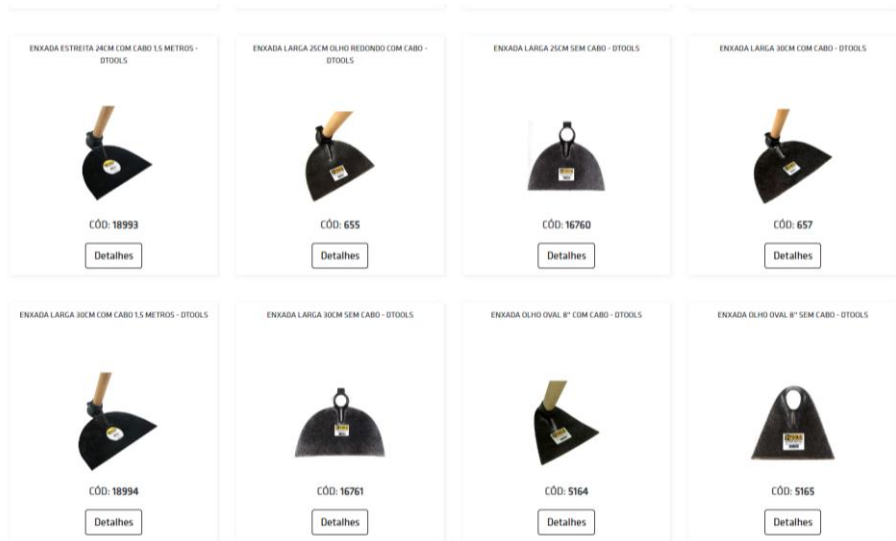 ENXADA ESTREITA 24CM COM CABO 1,5 METROS -
DTOOLS
ENXADA LARGA 25CM OLHO REDONDO COM CABO -
DTOOLS
ENXADA LARGA 25CM SEM CABO - DTOOLS
ENXADA LARGA 30CM COM CABO - DTOOLS
CÓD: 18993
CÓD: 655
CÓD: 16760
CÓD: 657
Detalhes
Detalhes
Detalhes
Detalhes
ENXADA LARGA 30CM COM CABO 1,5 METROS - DTOOLS
ENXADA LARGA 30CM SEM CABO - DTOOLS
ENXADA OLHO OVAL 8" COM CABO - DTOOLS
ENXADA OLHO OVAL 8" SEM CABO - DTOOLS
CÓD: 18994
CÓD: 16761
CÓD: 5164
CÓD: 5165
Detalhes
Detalhes
Detalhes
Detalhes